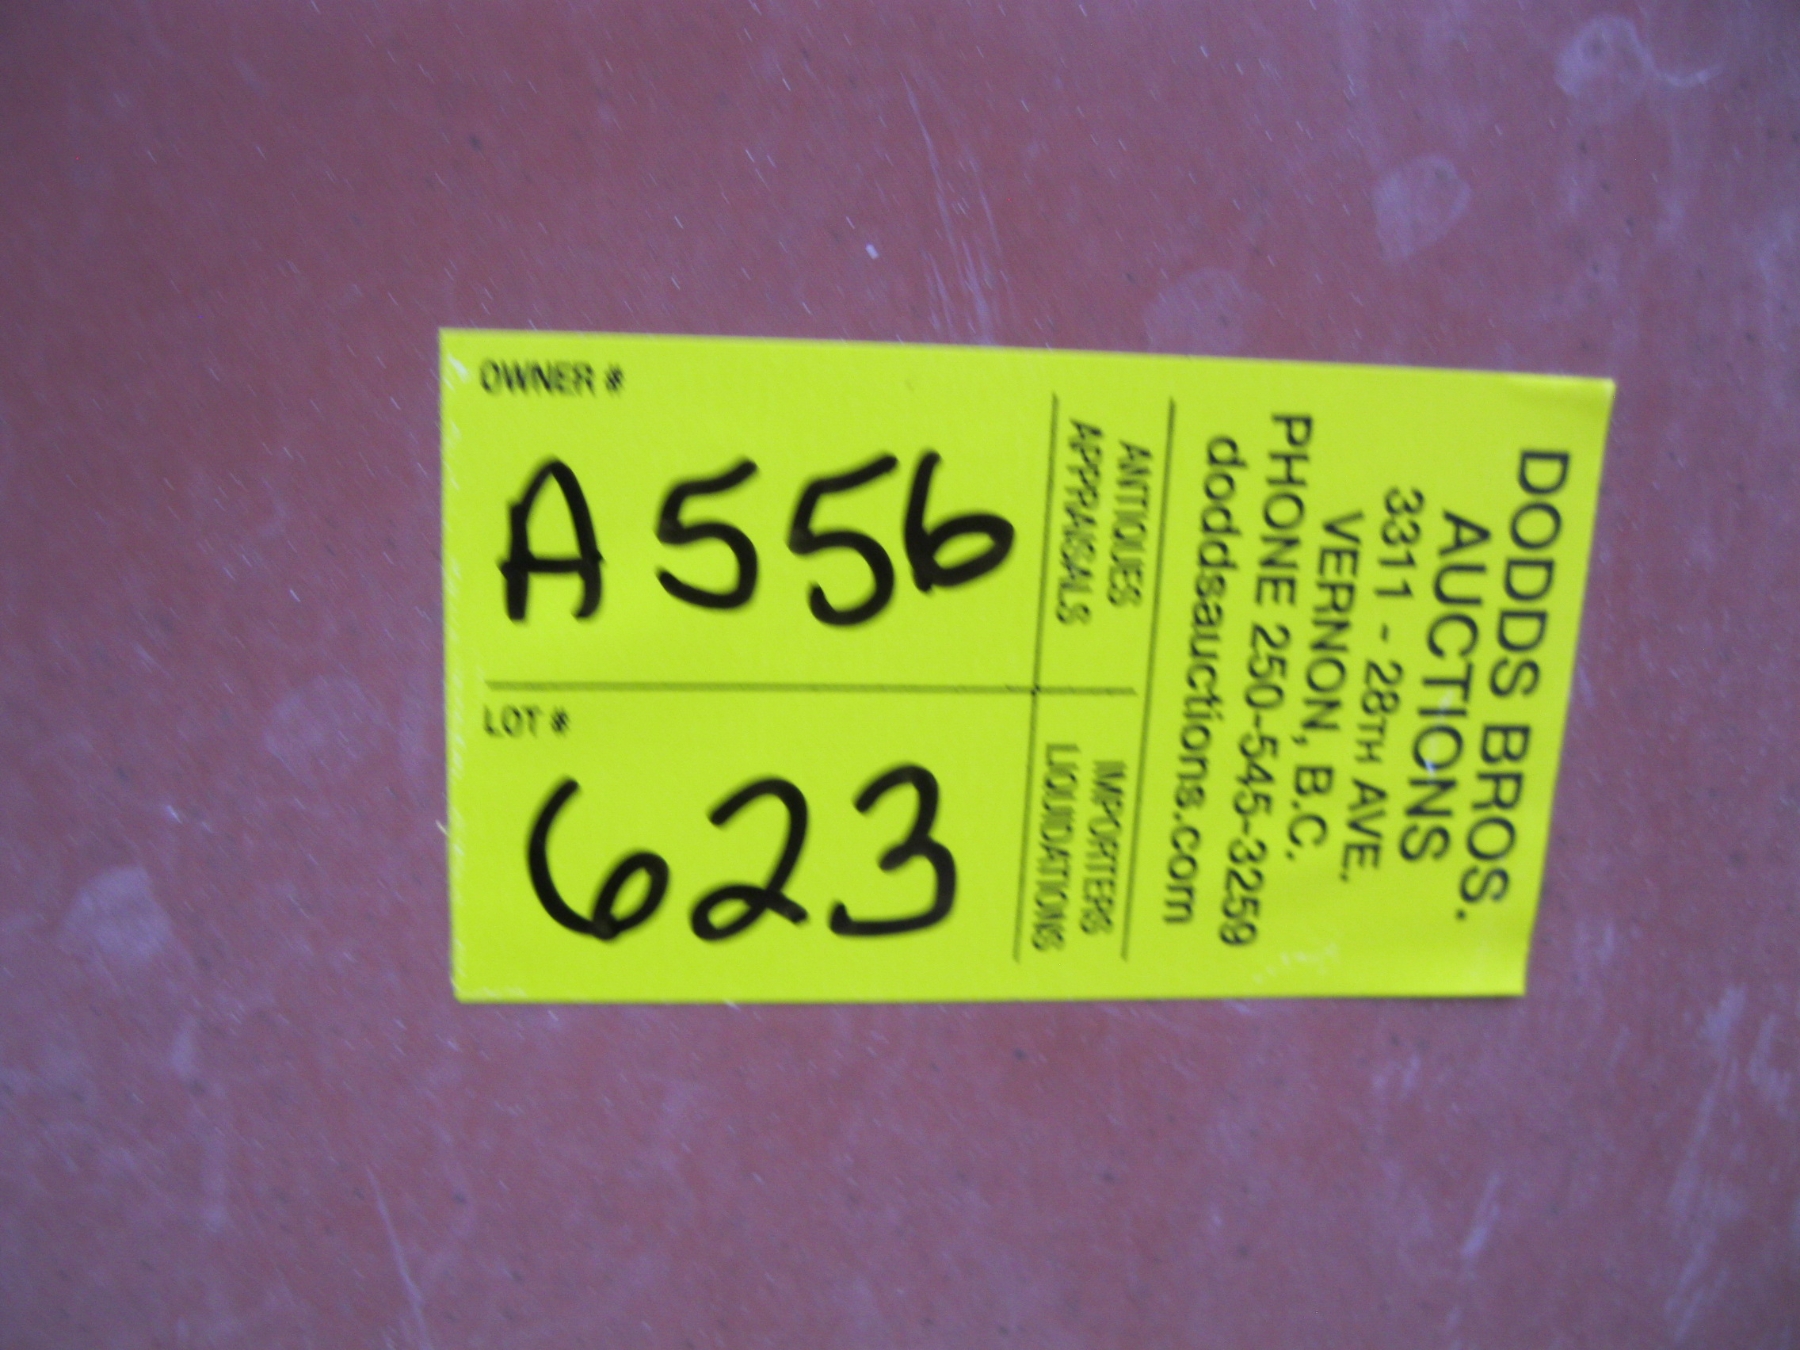 OWNER #
A556
LOT #
623
DODDS BROS.
AUCTIONS
3311 - 28TH AVE.
VERNON, B.C.
PHONE 250-545-3259
doddsauctions.com
ANTIQUES
APPRAISALS
IMPORTERS
LIQUIDATIONS